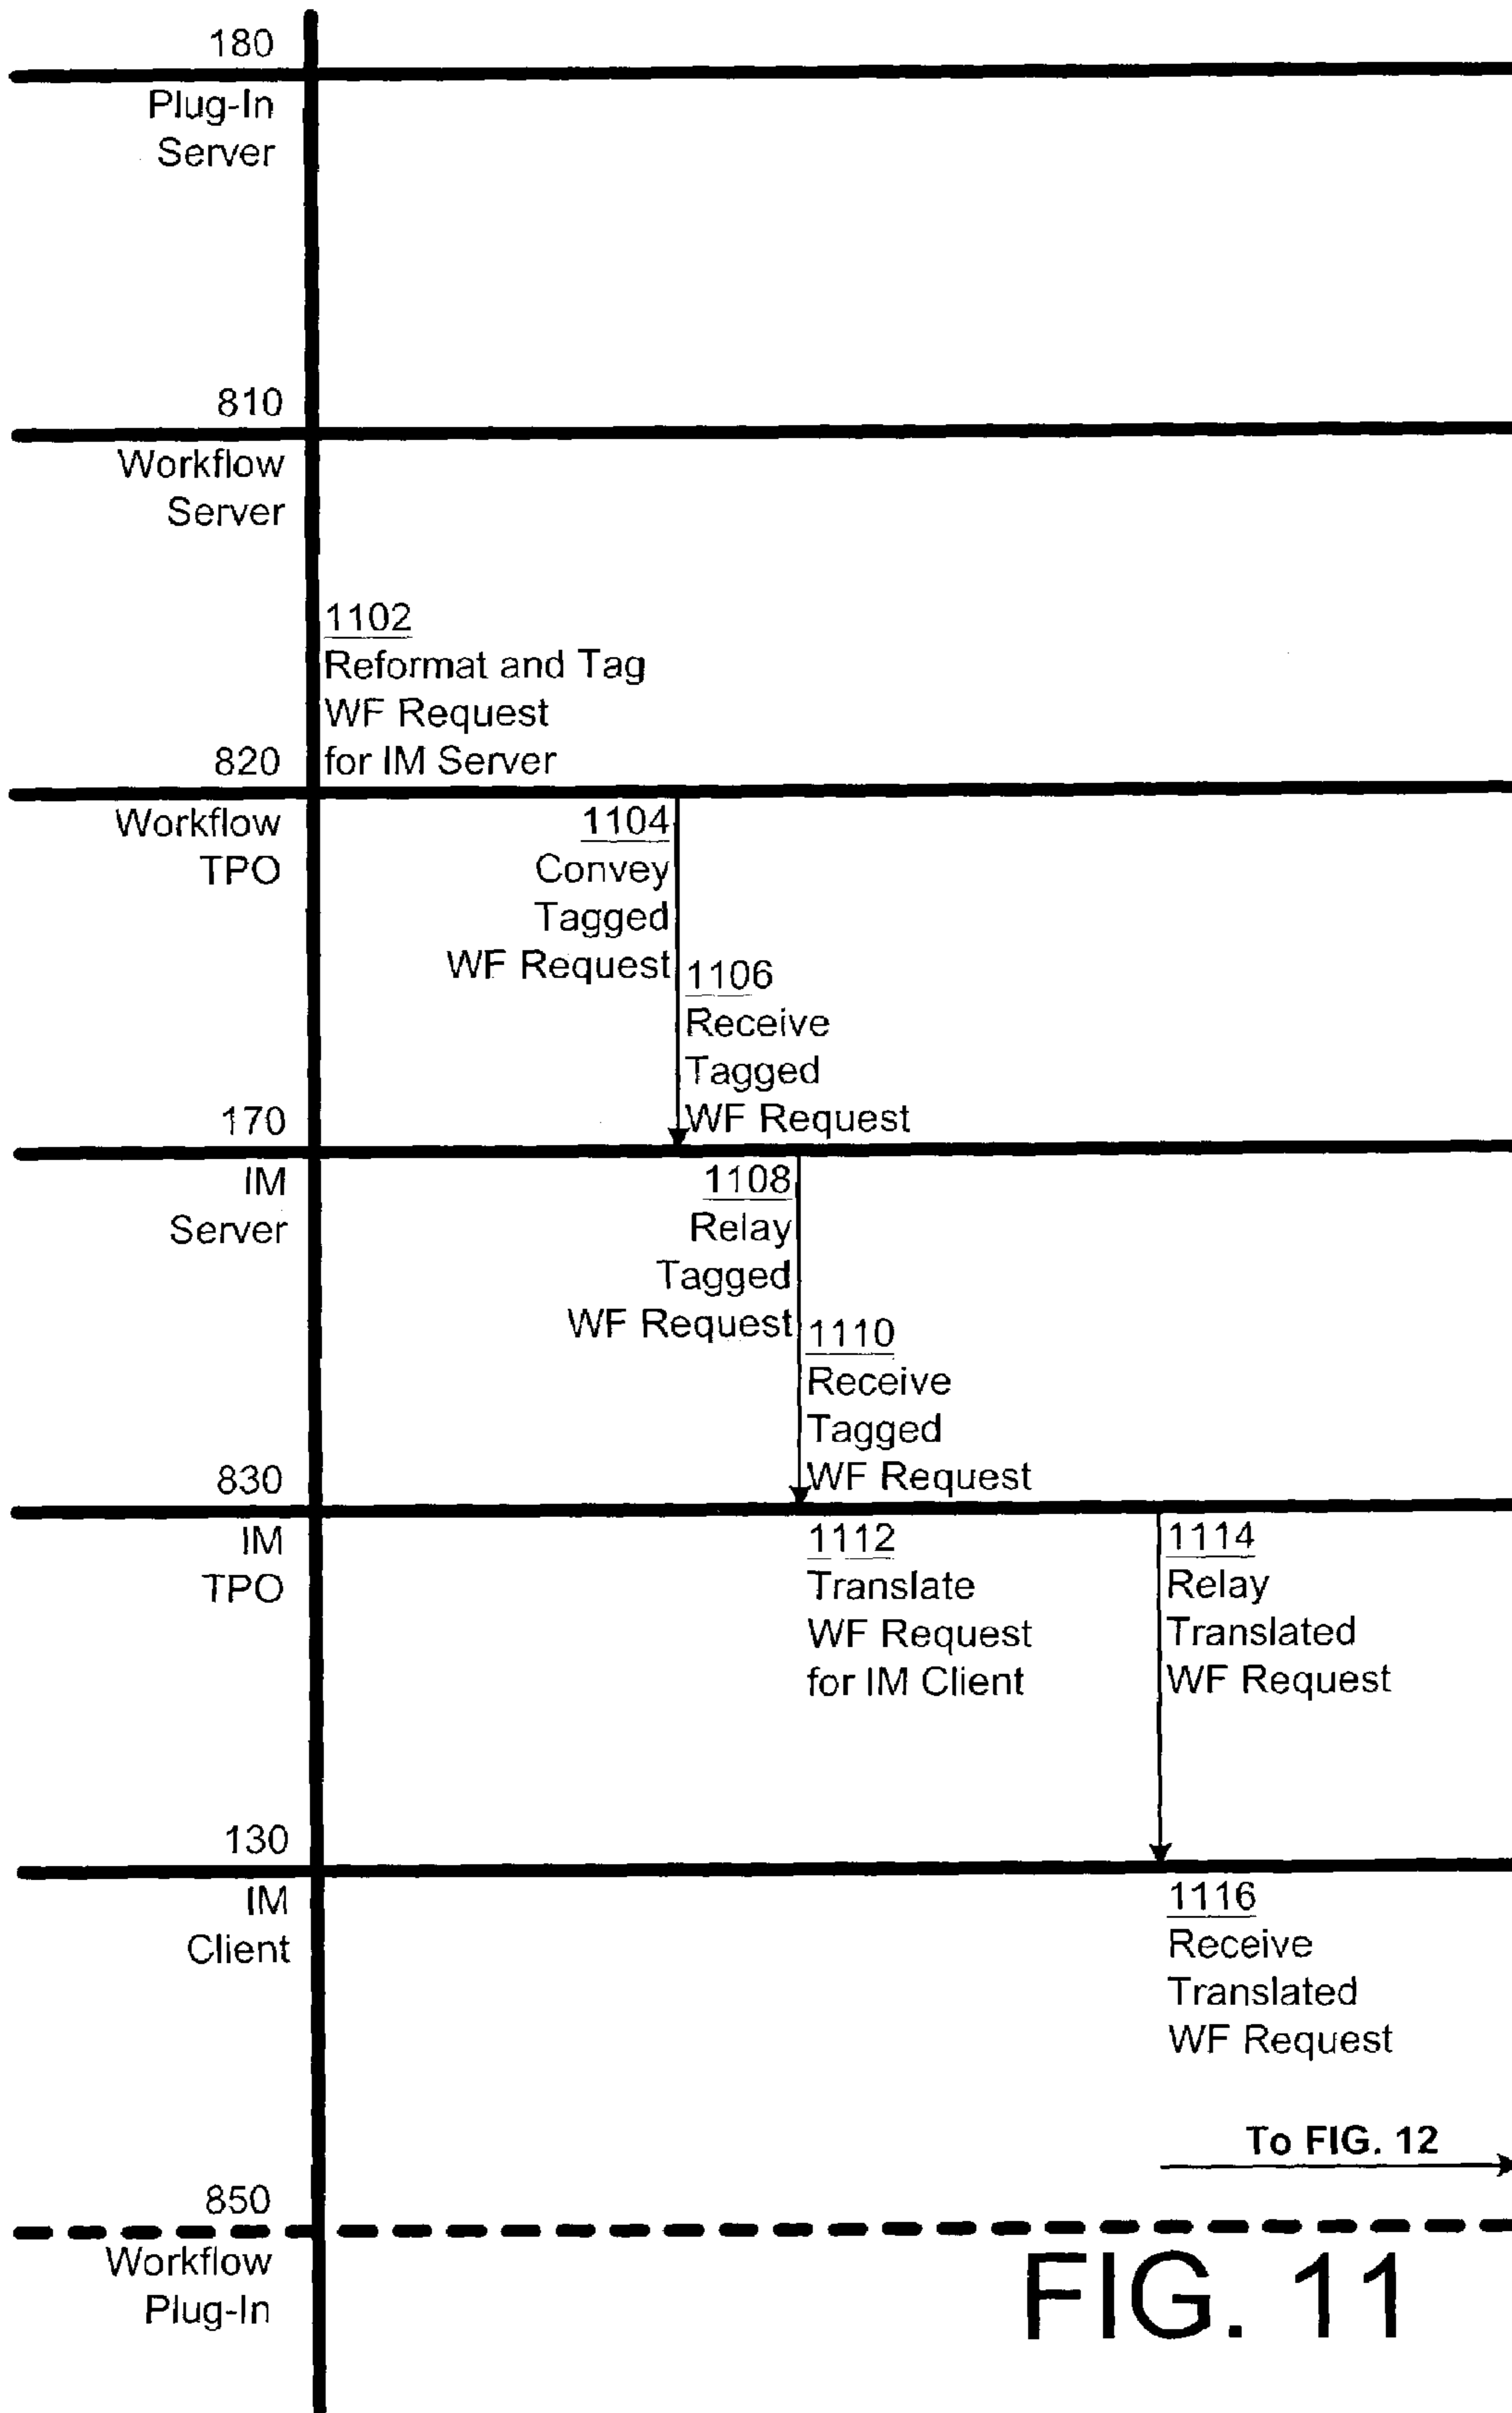 180
Plug-In
Server
810
Workflow
Server
1102
Reformat and Tag
WF Request
for IM Server
820
Workflow
TPO
1104
Convey
Tagged
WF Request
1106
Receive
Tagged
WF Request
170
IM
Server
1108
Relay
Tagged
WF Request
1110
Receive
Tagged
WF Request
830
IM
TPO
1112
Translate
WF Request
for IM Client
1114
Relay
Translated
WF Request
130
IM
Client
1116
Receive
Translated
WF Request
To FIG. 12
850
Workflow
Plug-In
FIG. 11